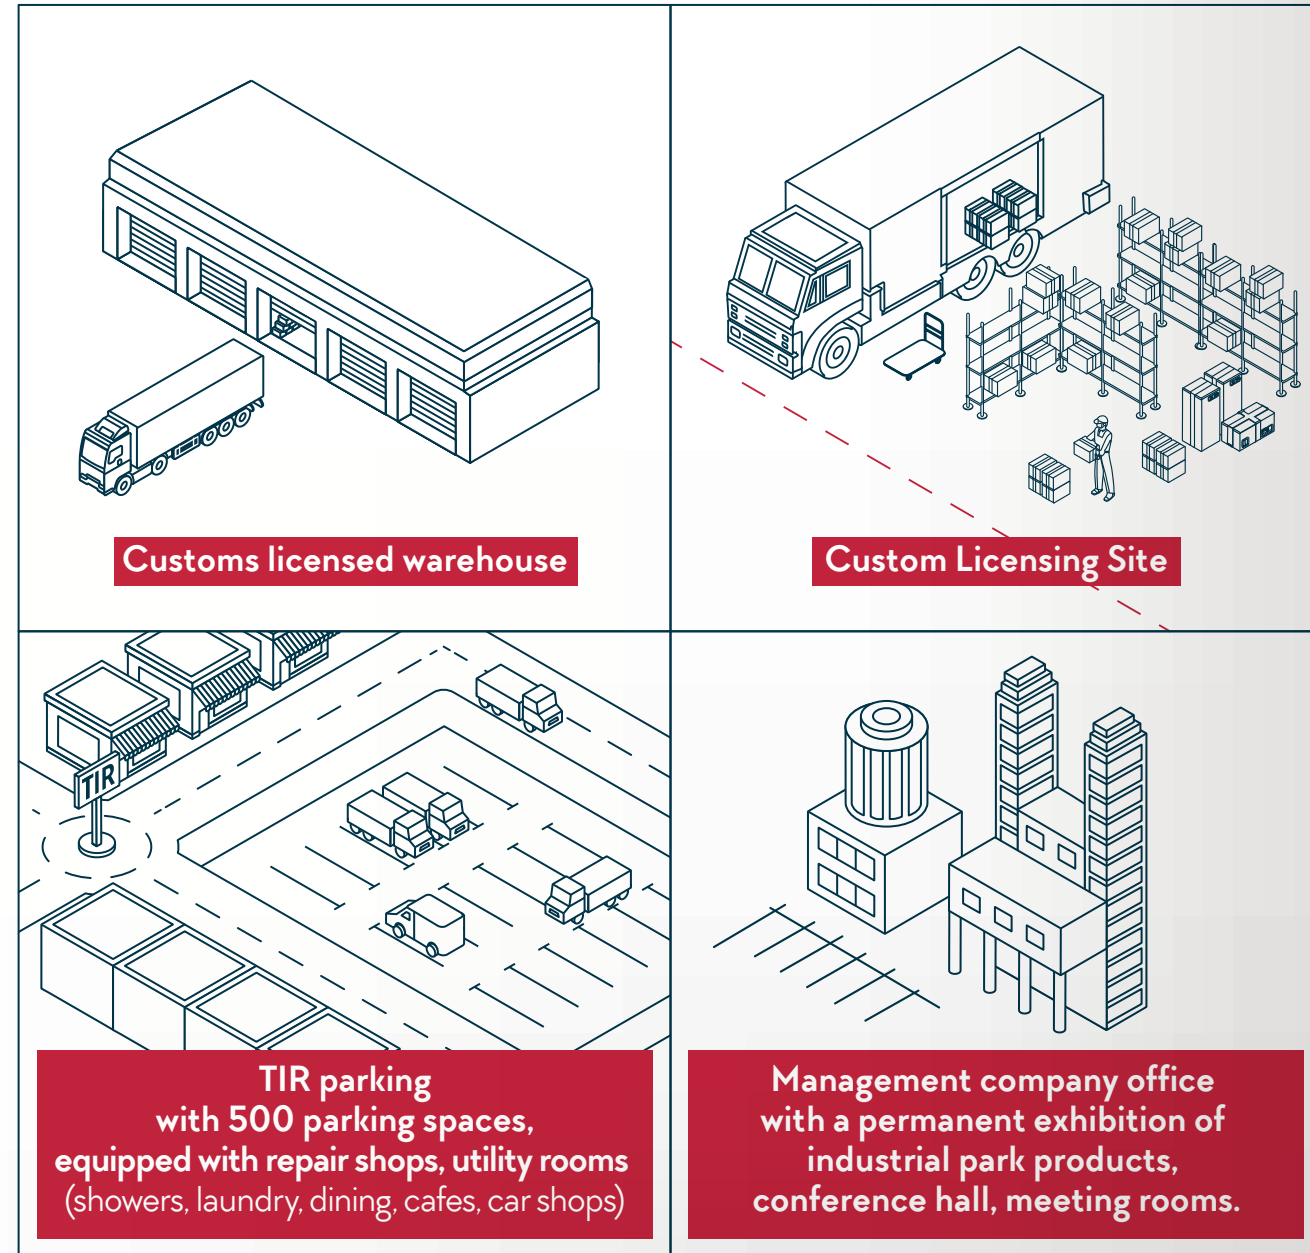 Customs licensed warehouse
Custom Licensing Site
TIR
TIR parking
with 500 parking spaces,
equipped with repair shops, utility rooms
(showers, laundry, dining, cafes, car shops)
Management company office
with a permanent exhibition of
industrial park products,
conference hall, meeting rooms.